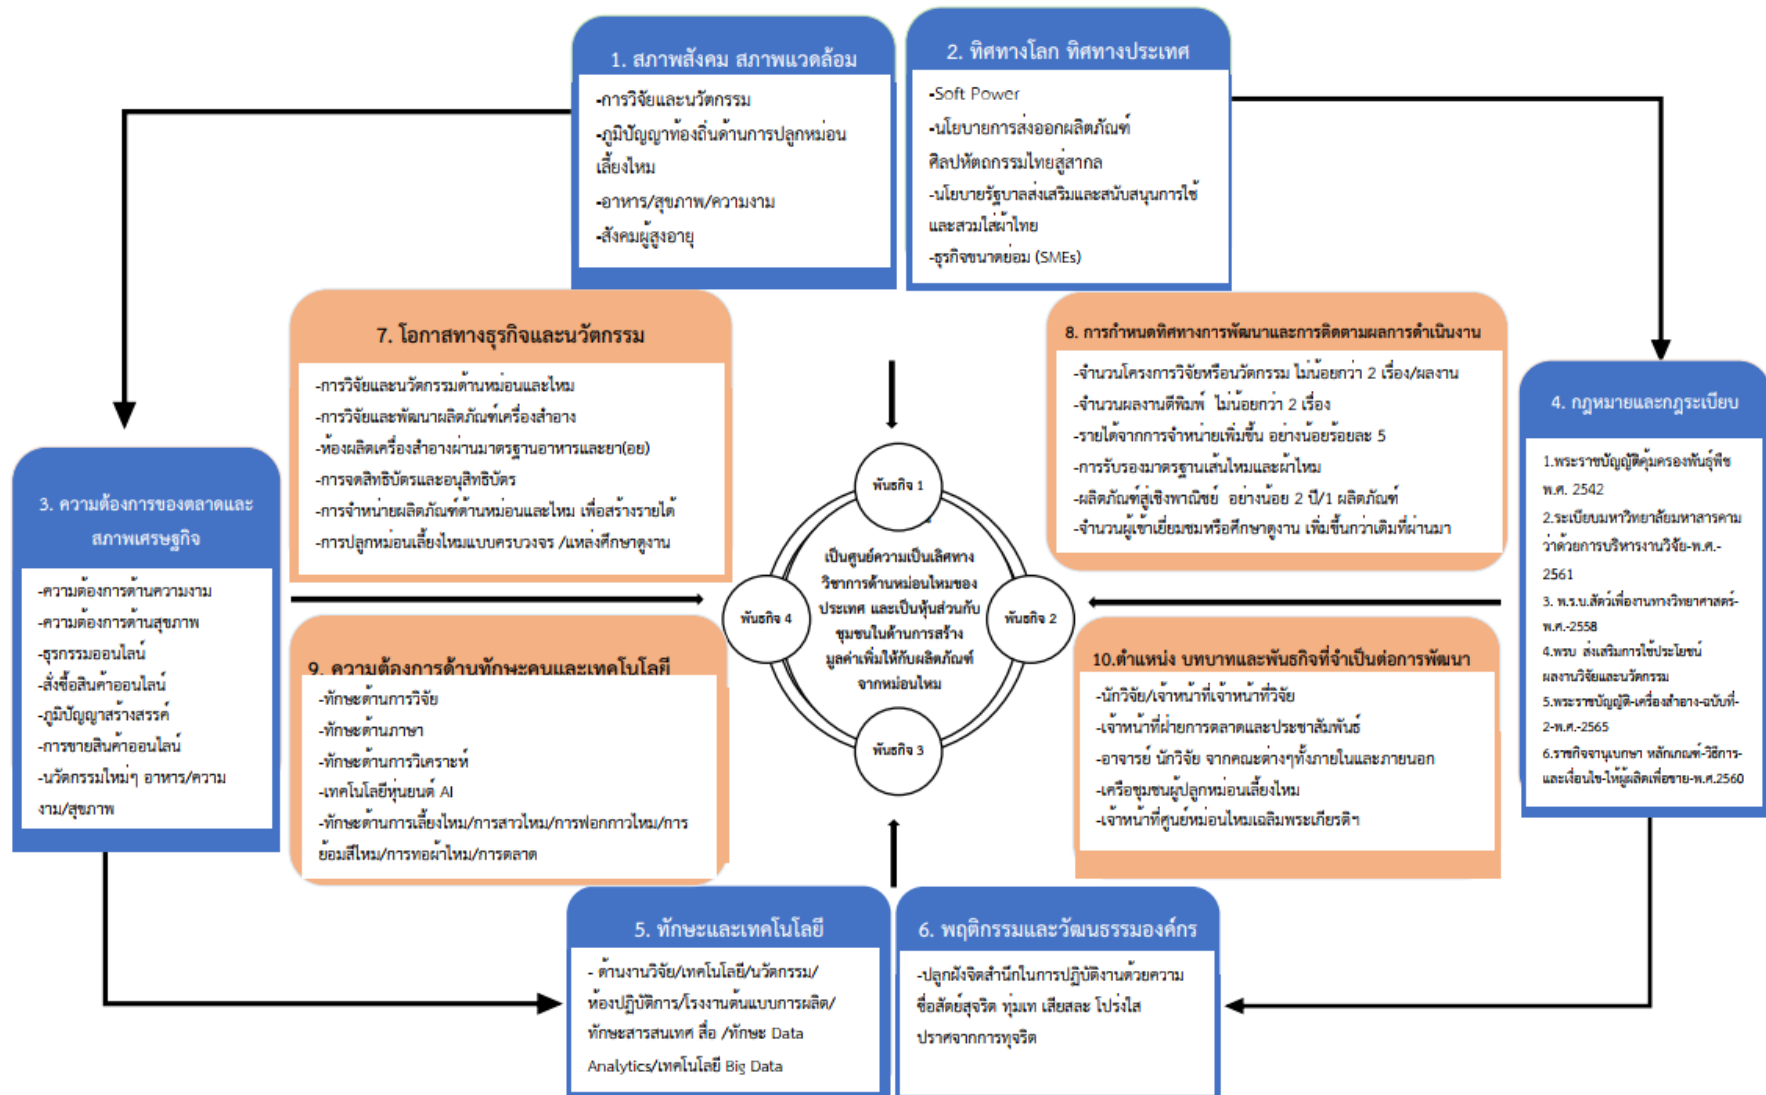 1. สภาพสังคม สภาพแวดล้อม
-การวิจัยและนวัตกรรม
-ภูมิปัญญาท้องถิ่นด้านการปลูกหม่อน
เลี้ยงไหม
-อาหาร/สุขภาพ/ความงาม
-สังคมผู้สูงอายุ
2. ทิศทางโลก ทิศทางประเทศ
-Soft Power
-นโยบายการส่งออกผลิตภัณฑ์
ศิลปหัตถกรรมไทยสู่สากล
-นโยบายรัฐบาลส่งเสริมและสนับสนุนการใช้
และสวมใส่ผ้าไทย
-ธุรกิจขนาดย่อม (SMEs)
7. โอกาสทางธุรกิจและนวัตกรรม
-การวิจัยและนวัตกรรมด้านหม่อนและไหม
-การวิจัยและพัฒนาผลิตภัณฑ์เครื่องสำอาง
-ห้องผลิตเครื่องสำอางผ่านมาตรฐานอาหารและยา(อย)
-การจดสิทธิบัตรและอนุสิทธิบัตร
-การจำหน่ายผลิตภัณฑ์ด้านหม่อนและไหม เพื่อสร้างรายได้
-การปลูกหม่อนเลี้ยงไหมแบบครบวงจร /แหล่งศึกษาดูงาน
8. การกำหนดทิศทางการพัฒนาและการติดตามผลการดำเนินงาน
-จำนวนโครงการวิจัยหรือนวัตกรรม ไม่น้อยกว่า 2 เรื่อง/ผลงาน
-จำนวนผลงานตีพิมพ์ ไม่น้อยกว่า 2 เรื่อง
-รายได้จากการจำหน่ายเพิ่มขึ้น อย่างน้อยร้อยละ 5
-การรับรองมาตรฐานเส้นไหมและผ้าไหม
-ผลิตภัณฑ์สู่เชิงพาณิชย์ อย่างน้อย 2 ปี/1 ผลิตภัณฑ์
-จำนวนผู้เข้าเยี่ยมชมหรือศึกษาดูงาน เพิ่มขึ้นกว่าเดิมที่ผ่านมา
3. ความต้องการของตลาดและ
สภาพเศรษฐกิจ
-ความต้องการด้านความงาม
-ความต้องการด้านสุขภาพ
-ธุรกรรมออนไลน์
-สั่งซื้อสินค้าออนไลน์
-ภูมิปัญญาสร้างสรรค์
-การขายสินค้าออนไลน์
-นวัตกรรมใหม่ๆ อาหาร/ความ
งาม/สุขภาพ
4. กฎหมายและกฎระเบียบ
1.พระราชบัญญัติคุ้มครองพันธุ์พืช
พ.ศ. 2542
2.ระเบียบมหาวิทยาลัยมหาสารคาม
ว่าด้วยการบริหารงานวิจัย-พ.ศ.-
2561
3. พ.ร.บ.สัตว์เพื่องานทางวิทยาศาสตร์-
พ.ศ.-2558
4.พรบ ส่งเสริมการใช้ประโยชน์
ผลงานวิจัยและนวัตกรรม
5.พระราชบัญญัติ-เครื่องสำอาง-ฉบับที่-
2-พ.ศ.-2565
6.ราชกิจจานุเบกษา หลักเกณฑ์-วิธีการ-
และเงื่อนไข-ให้ผู้ผลิตเพื่อขาย-พ.ศ.2560
พันธกิจ 1
พันธกิจ 4
เป็นศูนย์ความเป็นเลิศทาง
วิชาการด้านหม่อนไหมของ
ประเทศ และเป็นหุ้นส่วนกับ
ชุมชนในด้านการสร้าง
มูลค่าเพิ่มให้กับผลิตภัณฑ์
จากหม่อนไหม
พันธกิจ 2
พันธกิจ 3
9. ความต้องการด้านทักษะคนและเทคโนโลยี
-ทักษะด้านการวิจัย
-ทักษะด้านภาษา
-ทักษะด้านการวิเคราะห์
-เทคโนโลยีหุ่นยนต์ AI
-ทักษะด้านการเลี้ยงไหม/การสาวไหม/การฟอกกาวไหม/การ
ย้อมสีไหม/การทอผ้าไหม/การตลาด
10.ตำแหน่ง บทบาทและพันธกิจที่จำเป็นต่อการพัฒนา
-นักวิจัย/เจ้าหน้าที่เจ้าหน้าที่วิจัย
-เจ้าหน้าที่ฝ่ายการตลาดและประชาสัมพันธ์
-อาจารย์ นักวิจัย จากคณะต่างๆทั้งภายในและภายนอก
-เครือชุมชนผู้ปลูกหม่อนเลี้ยงไหม
-เจ้าหน้าที่ศูนย์หม่อนไหมเฉลิมพระเกียรติฯ
5. ทักษะและเทคโนโลยี
- ด้านงานวิจัย/เทคโนโลยี/นวัตกรรม/
ห้องปฏิบัติการ/โรงงานต้นแบบการผลิต/
ทักษะสารสนเทศ สื่อ /ทักษะ Data
Analytics/เทคโนโลยี Big Data
6. พฤติกรรมและวัฒนธรรมองค์กร
-ปลูกฝังจิตสำนึกในการปฏิบัติงานด้วยความ
ซื่อสัตย์สุจริต ทุ่มเท เสียสละ โปร่งใส
ปราศจากการทุจริต